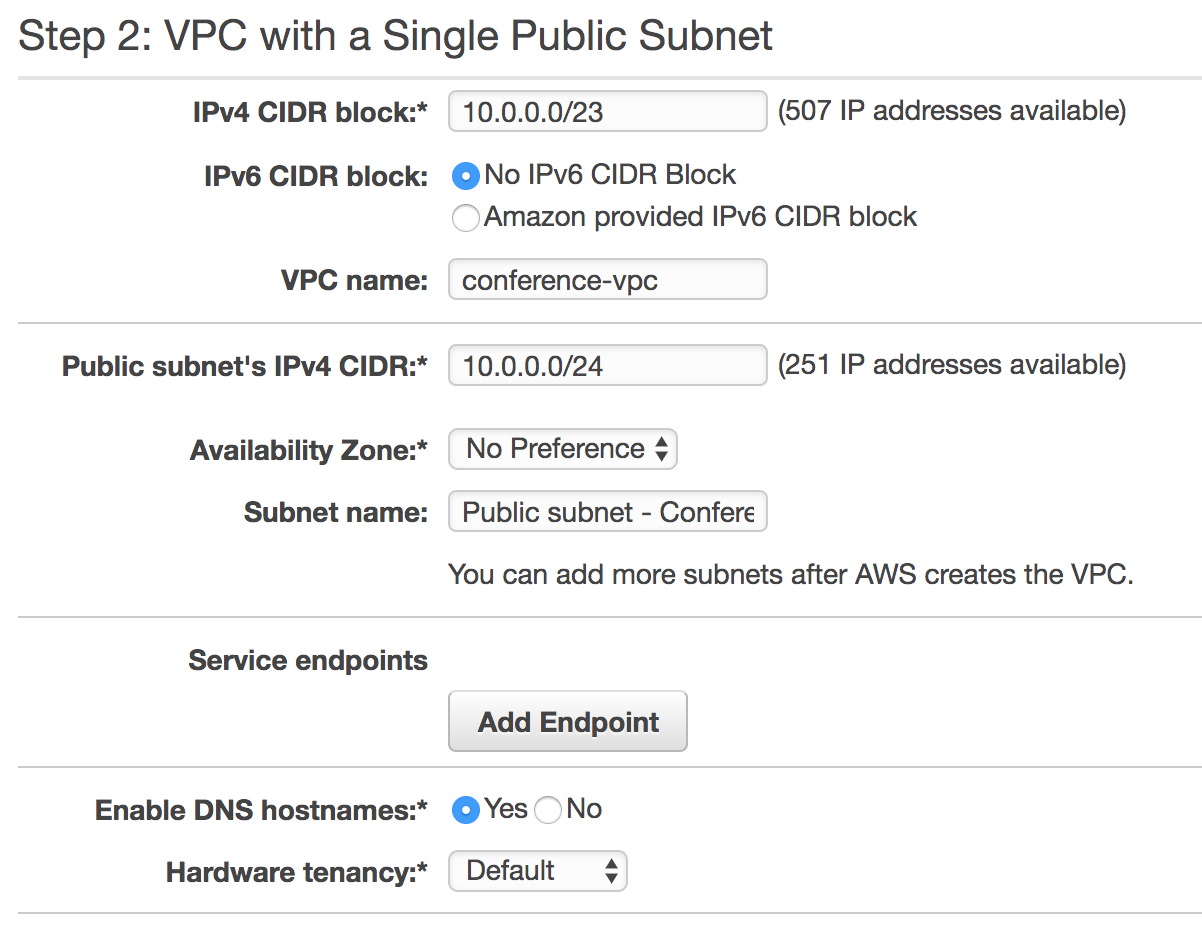 Step 2: VPC with a Single Public Subnet
IPv4 CIDR block:* 10.0.0.0/23 (507 IP addresses available)
IPv6 CIDR block: No IPv6 CIDR Block
Amazon provided IPv6 CIDR block
VPC name: conference-vpc
Public subnet's IPv4 CIDR:* 10.0.0.0/24 (251 IP addresses available)
Availability Zone:* No Preference
Subnet name: Public subnet - Confere
You can add more subnets after AWS creates the VPC.
Service endpoints
Add Endpoint
Enable DNS hostnames:* Yes No
Hardware tenancy:* Default